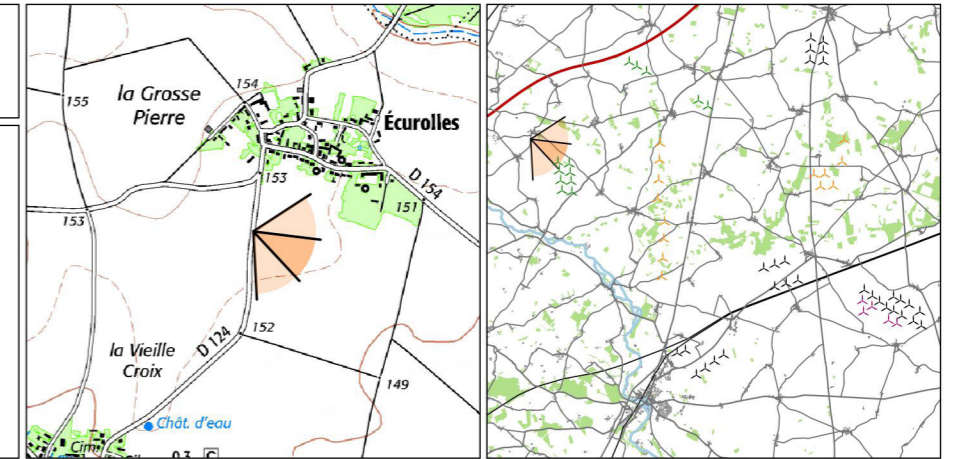 154
155
la Grosse
Pierre
Écurolles
153
D 154
151
153
152
D 124
la Vieille
Croix
149
Chât. d'eau
Cim.
0.3 C